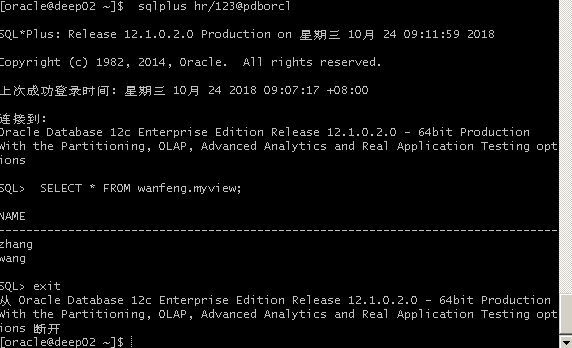 [oracle@deep02 ~]$  sqlplus hr/123@pdborcl
SQL*Plus: Release 12.1.0.2.0 Production on 星期三 10月 24 09:11:59 2018
Copyright (c) 1982, 2014, Oracle.  All rights reserved.
上次成功登录时间: 星期三 10月 24 2018 09:07:17 +08:00
连接到:
Oracle Database 12c Enterprise Edition Release 12.1.0.2.0 - 64bit Production
With the Partitioning, OLAP, Advanced Analytics and Real Application Testing opt
ions
SQL>  SELECT * FROM wanfeng.myview;
NAME
--------------------------------------------------------------------------------
zhang
wang
SQL> exit
从 Oracle Database 12c Enterprise Edition Release 12.1.0.2.0 - 64bit Production
With the Partitioning, OLAP, Advanced Analytics and Real Application Testing opt
ions 断开
[oracle@deep02 ~]$